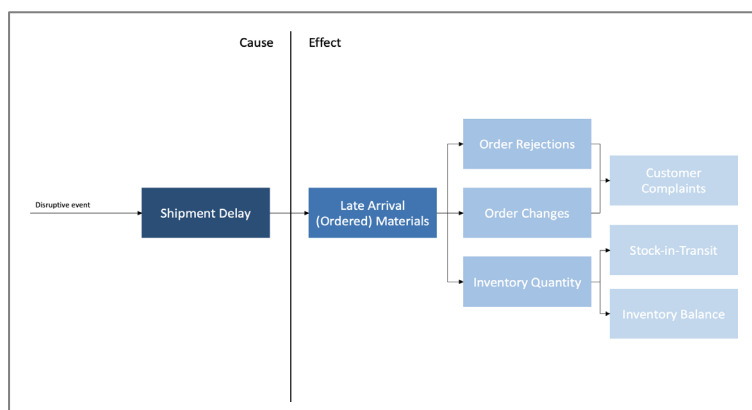 Cause
Effect
Order Rejections
Customer
Complaints
Disruptive event
Shipment Delay
Late Arrival
(Ordered) Materials
Order Changes
Stock-in-Transit
Inventory Quantity
Inventory Balance